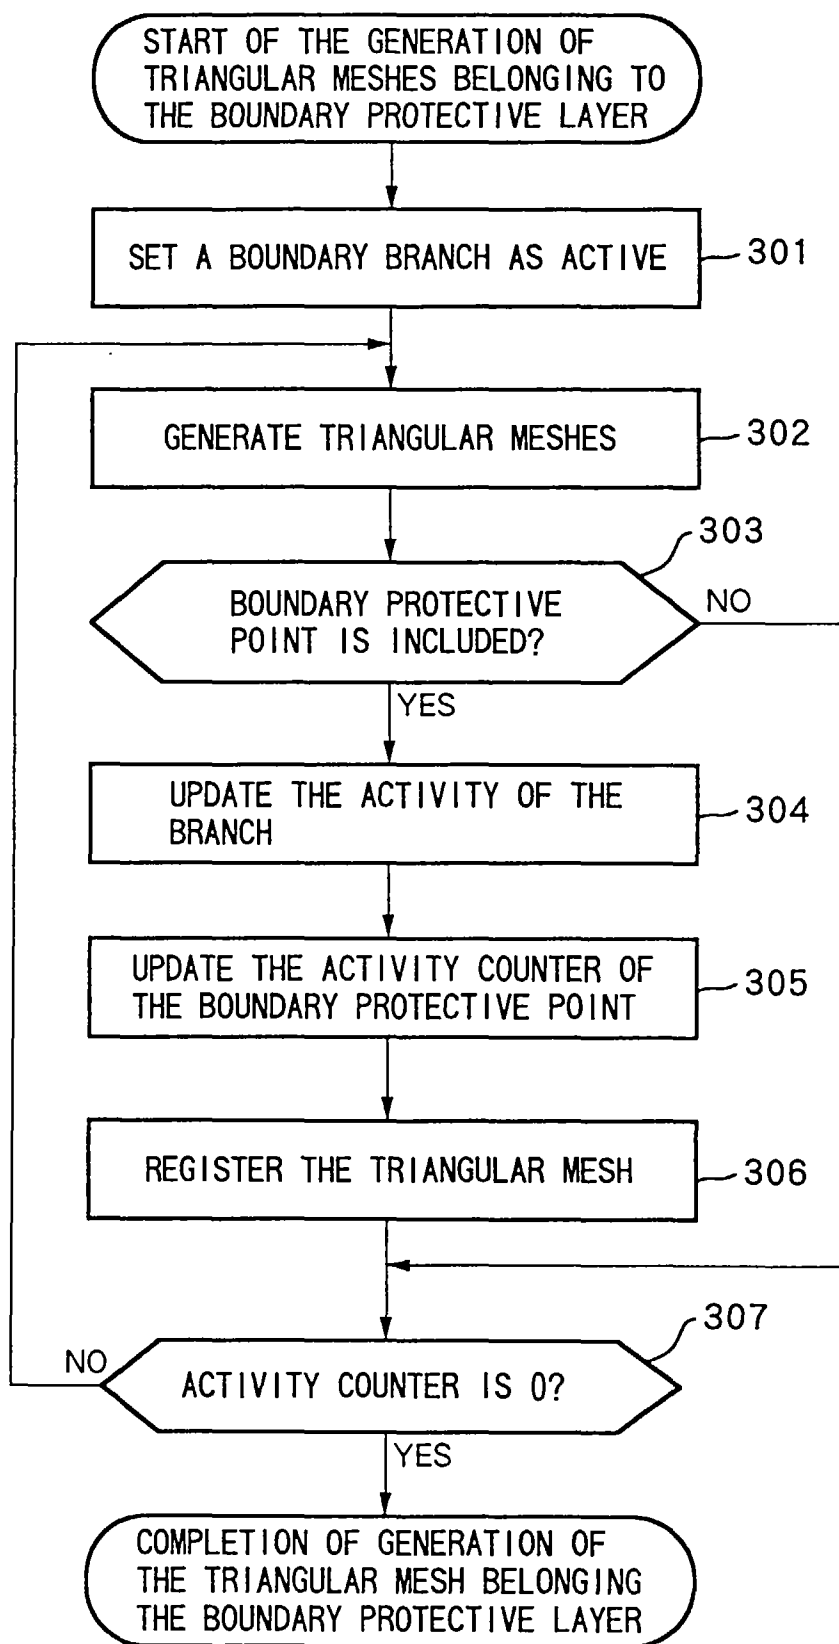 START OF THE GENERATION OF
TRIANGULAR MESHES BELONGING TO
THE BOUNDARY PROTECTIVE LAYER
SET A BOUNDARY BRANCH AS ACTIVE
301
GENERATE TRIANGULAR MESHES
302
303
BOUNDARY PROTECTIVE
POINT IS INCLUDED?
NO
YES
UPDATE THE ACTIVITY OF THE
BRANCH
304
UPDATE THE ACTIVITY COUNTER OF
THE BOUNDARY PROTECTIVE POINT
305
REGISTER THE TRIANGULAR MESH
306
307
NO
ACTIVITY COUNTER IS 0?
YES
COMPLETION OF GENERATION OF
THE TRIANGULAR MESH BELONGING
THE BOUNDARY PROTECTIVE LAYER